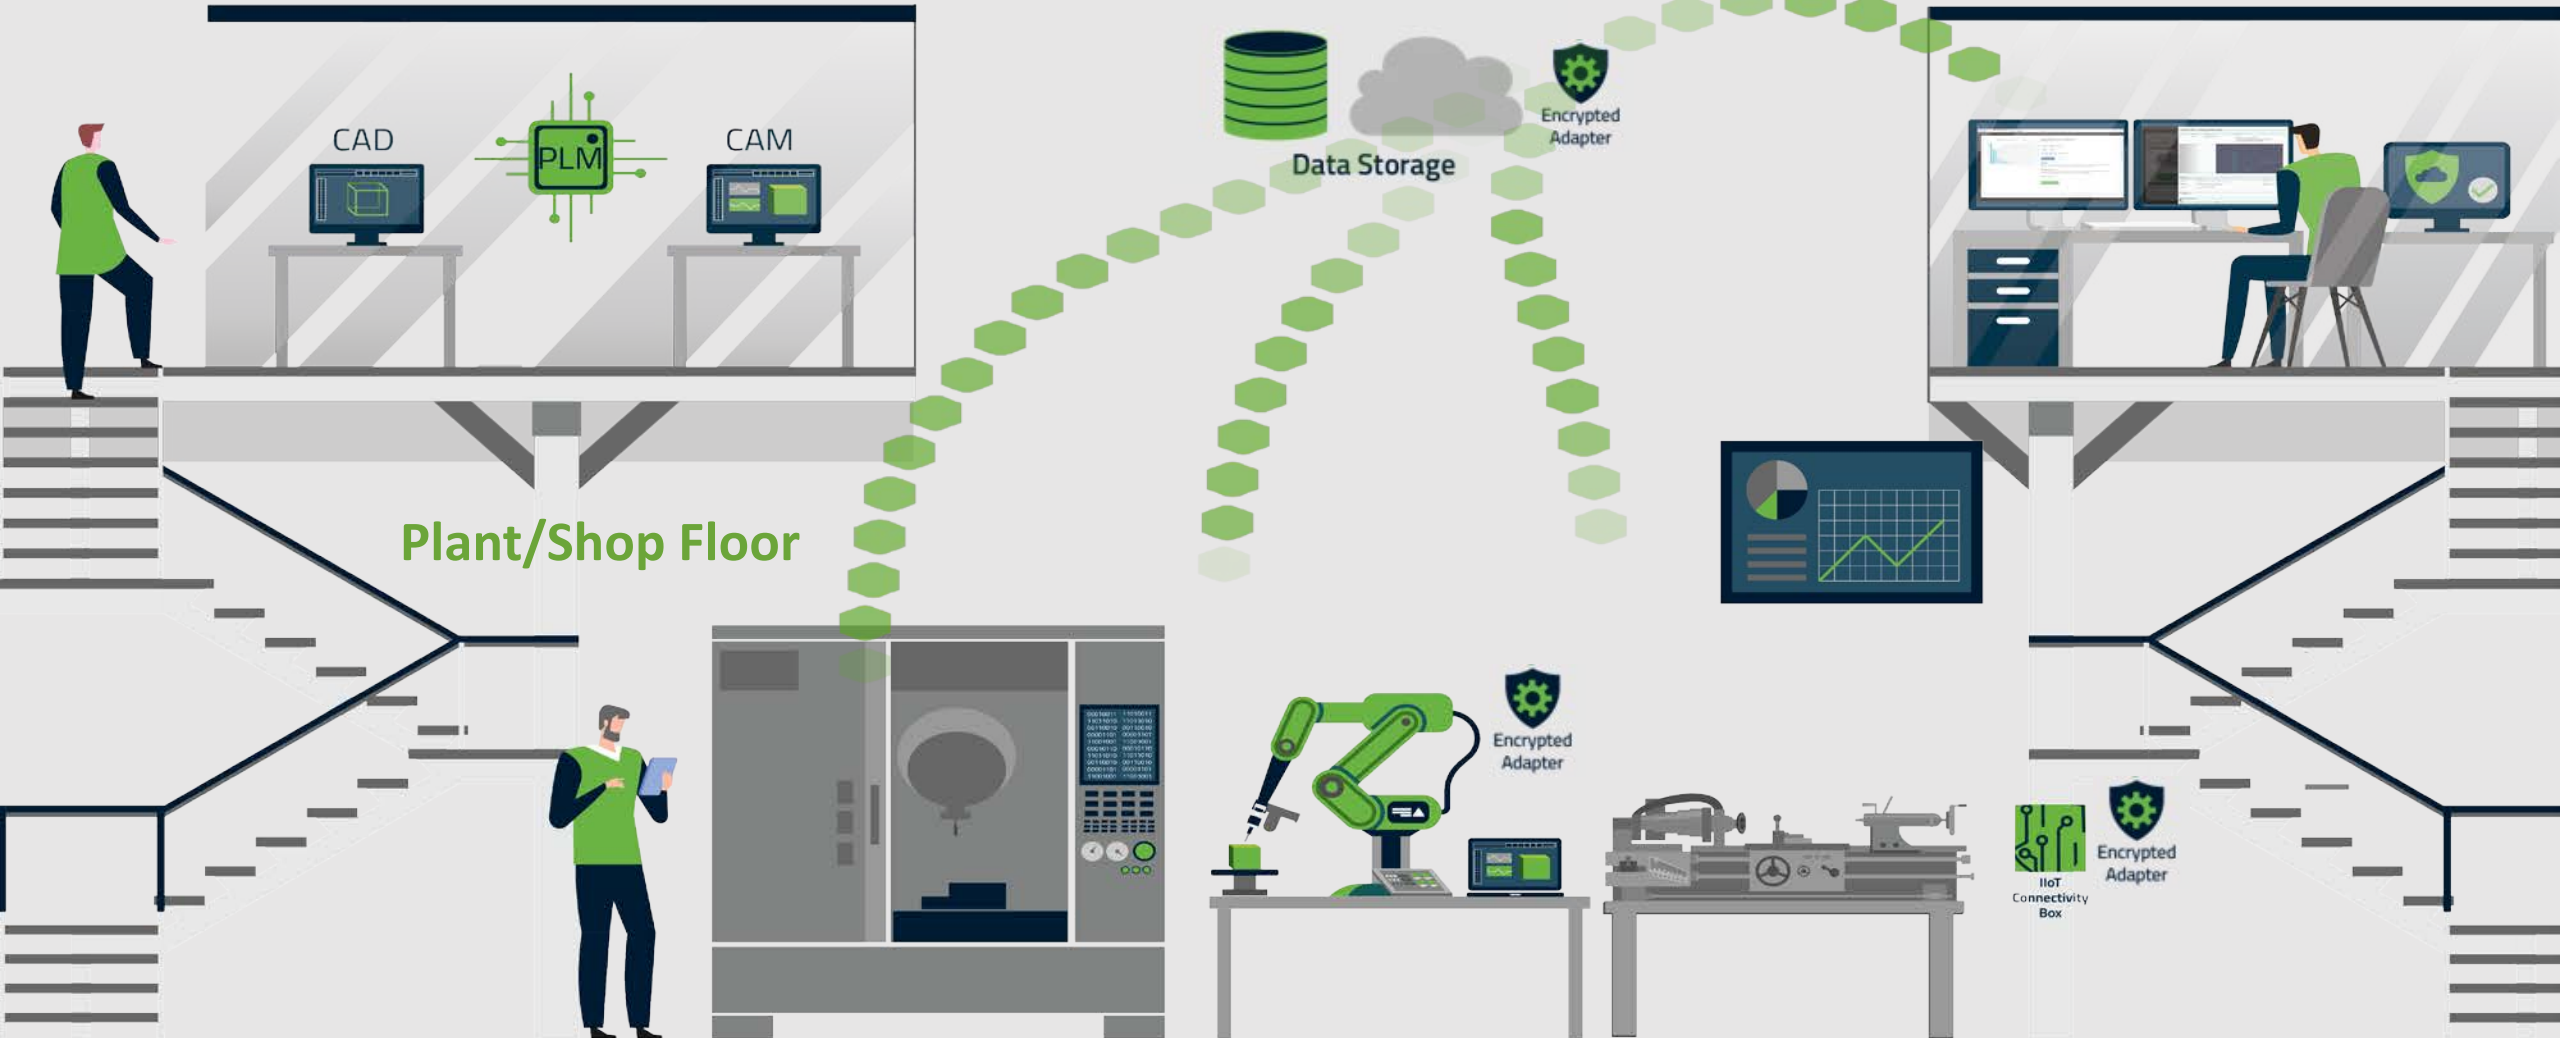 CAD
PLM
CAM
Data Storage
Encrypted
Adapter
Plant/Shop Floor
Encrypted
Adapter
IIoT
Connectivity
Box
Encrypted
Adapter